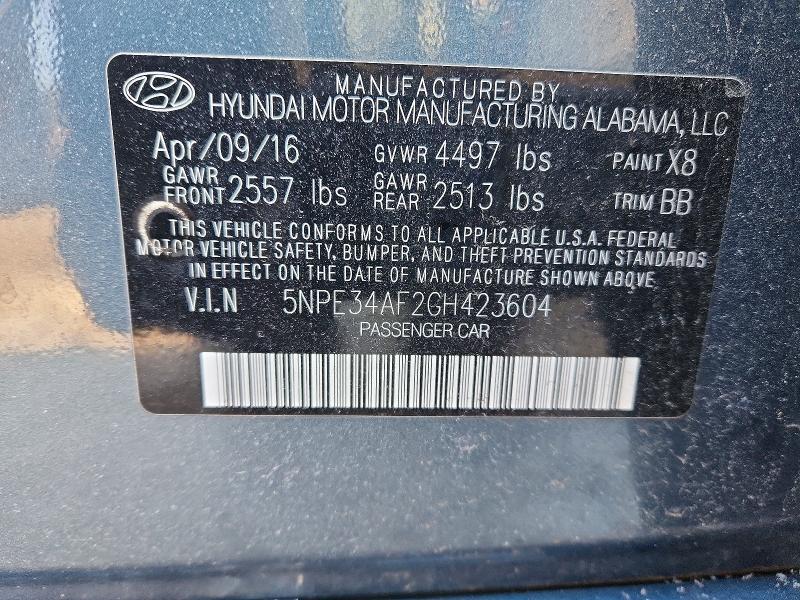 MANUFACTURED BY
HYUNDAI MOTOR MANUFACTURING ALABAMA, LLC
Apr/09/16 GVWR 4497 lbs PAINT X8
GAWR FRONT 2557 lbs GAWR REAR 2513 lbs TRIM BB
THIS VEHICLE CONFORMS TO ALL APPLICABLE U.S.A. FEDERAL
MOTOR VEHICLE SAFETY, BUMPER, AND THEFT PREVENTION STANDARDS
IN EFFECT ON THE DATE OF MANUFACTURE SHOWN ABOVE.
V.I.N 5NPE34AF2GH423604
PASSENGER CAR